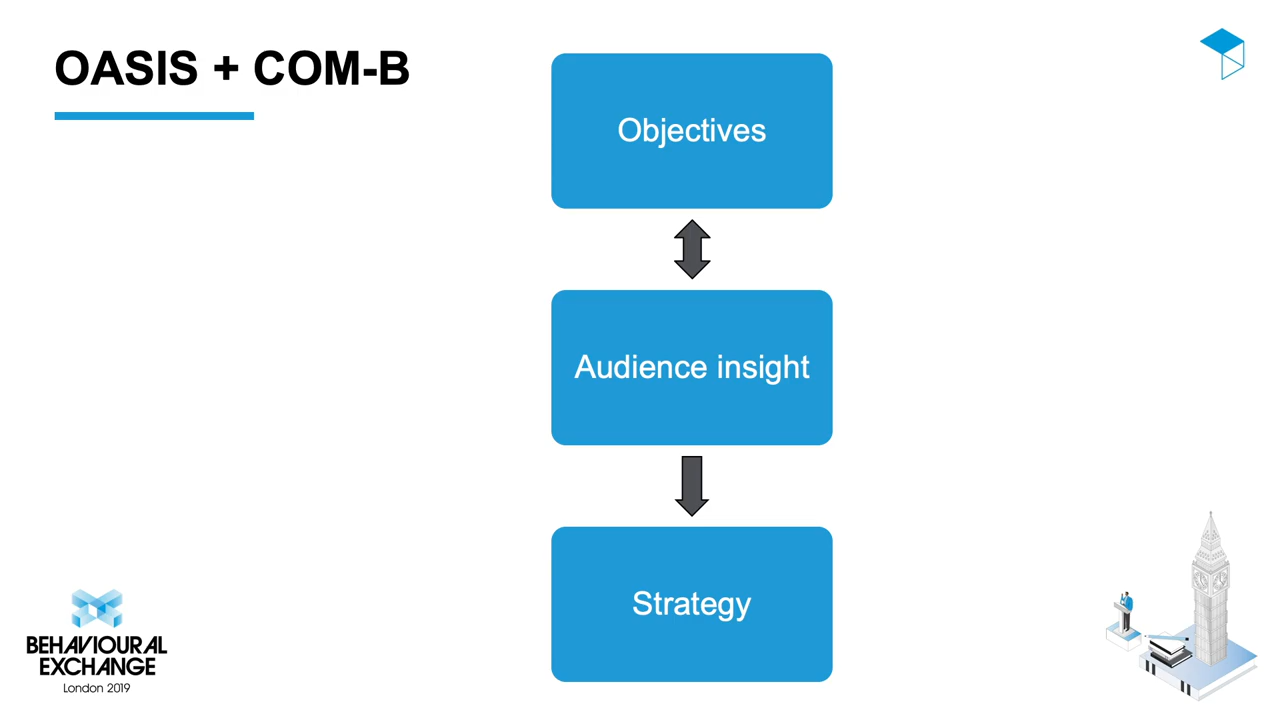 OASIS + COM-B
Objectives
Audience insight
Strategy
BEHAVIOURAL
EXCHANGE
London 2019